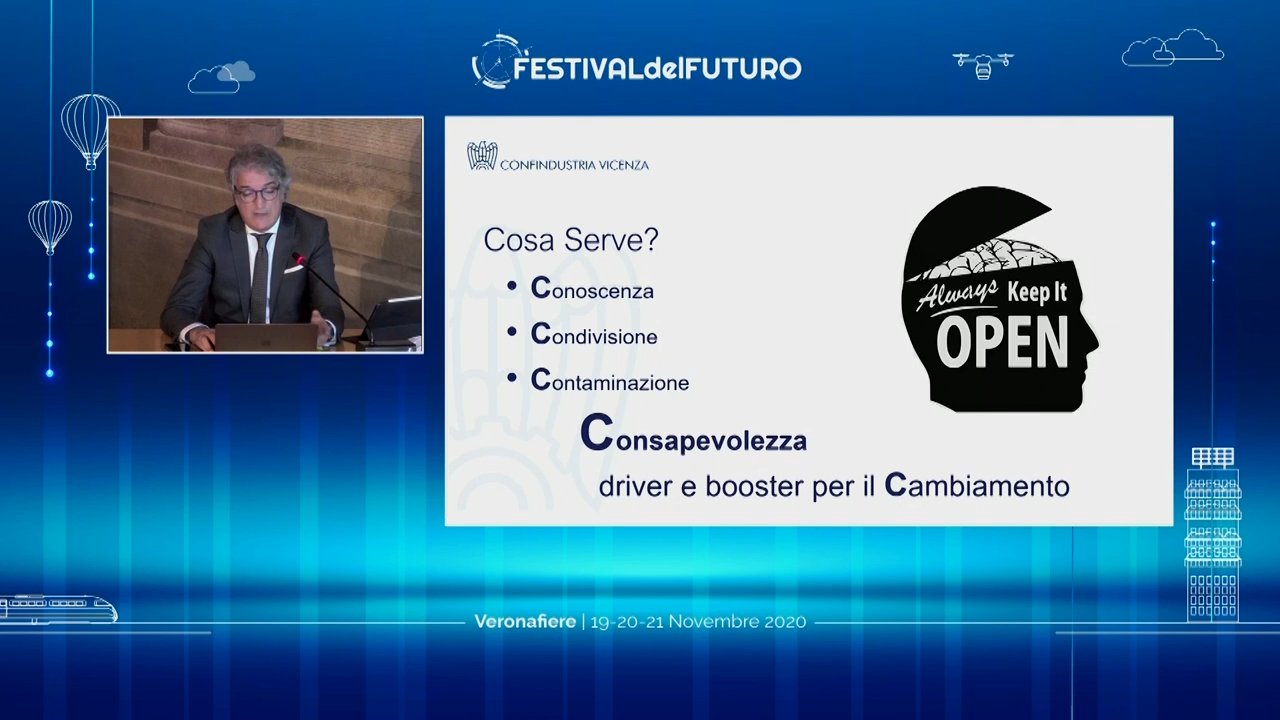 FESTIVALdelFUTURO
CONFINDUSTRIA VICENZA
Cosa Serve?
• Conoscenza
• Condivisione
• Contaminazione
Consapevolezza
driver e booster per il Cambiamento
Always Keep It
OPEN
Veronafiere | 19-20-21 Novembre 2020